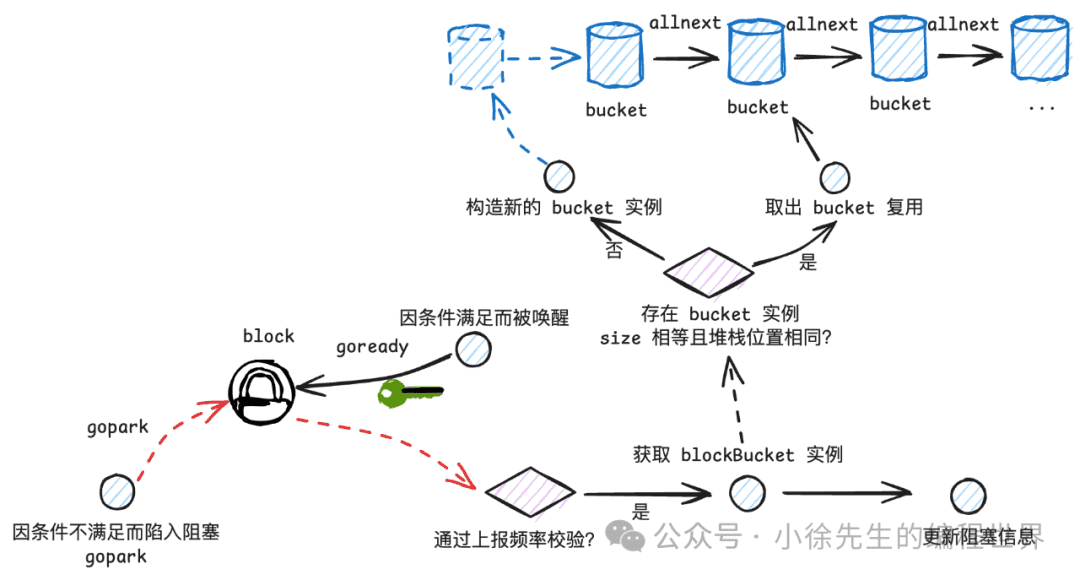 allnext
allnext
allnext
bucket
bucket
bucket
...
构造新的 bucket 实例
取出 bucket 复用
否
是
存在 bucket 实例
size 相等且堆栈位置相同?
因条件满足而被唤醒
block
goready
gopark
获取 blockBucket 实例
因条件不满足而陷入阻塞
gopark
通过上报频率校验?
是
公众号 · 小徐先生的编程世界
更新阻塞信息